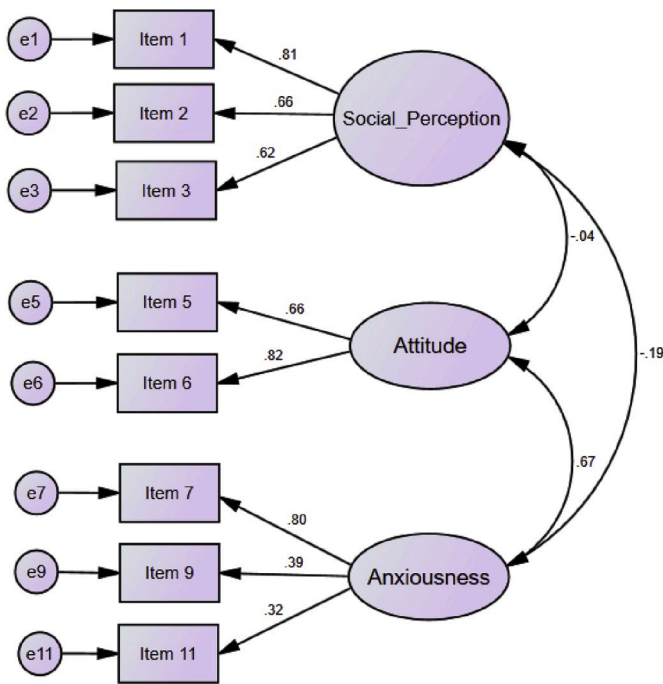 e1
Item 1
.81
e2
Item 2
.66
Social_Perception
e3
Item 3
.62
-.04
e5
Item 5
.66
Attitude
e6
Item 6
.82
-.19
.67
e7
Item 7
.80
e9
Item 9
.39
Anxiousness
.32
e11
Item 11